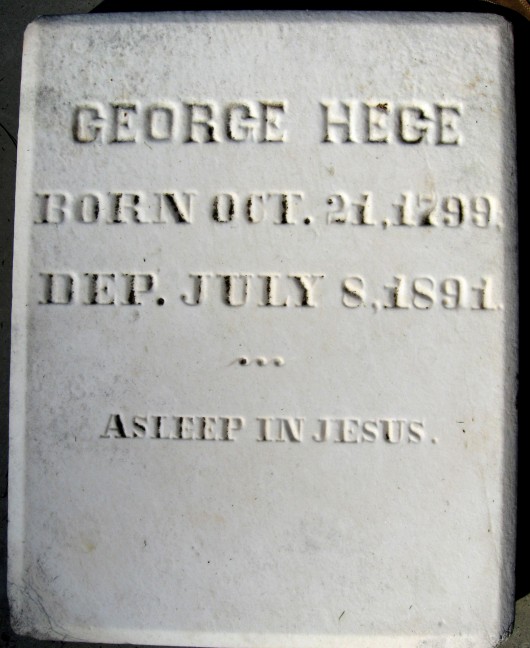 GEORGE HEGE
BORN OCT. 21, 1799,
DEP. JULY 8, 1891.
...
ASLEEP IN JESUS.